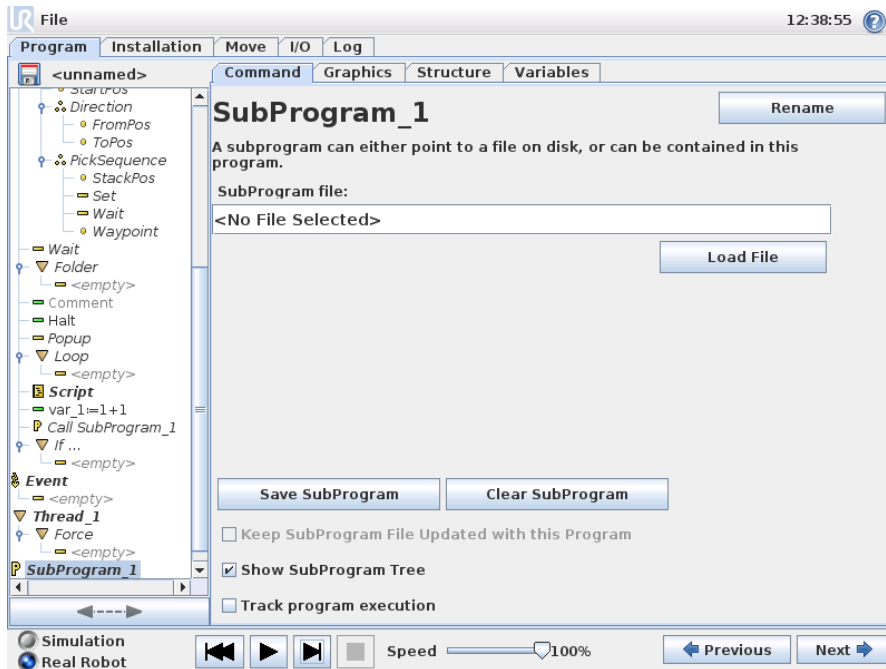 UR File 12:38:55 ?
Program Installation Move I/O Log
<unnamed>
Command Graphics Structure Variables
StartPos
Direction
FromPos
ToPos
PickSequence
StackPos
Set
Wait
Waypoint
Wait
Folder
<empty>
Comment
Halt
Popup
Loop
<empty>
Script
var_1:=1+1
P Call SubProgram_1
If ...
<empty>
Event
<empty>
Thread_1
Force
<empty>
P SubProgram_1
SubProgram_1
Rename
A subprogram can either point to a file on disk, or can be contained in this
program.
SubProgram file:
<No File Selected>
Load File
Save SubProgram Clear SubProgram
Keep SubProgram File Updated with this Program
Show SubProgram Tree
Track program execution
Simulation
Real Robot
Speed 100%
Previous Next